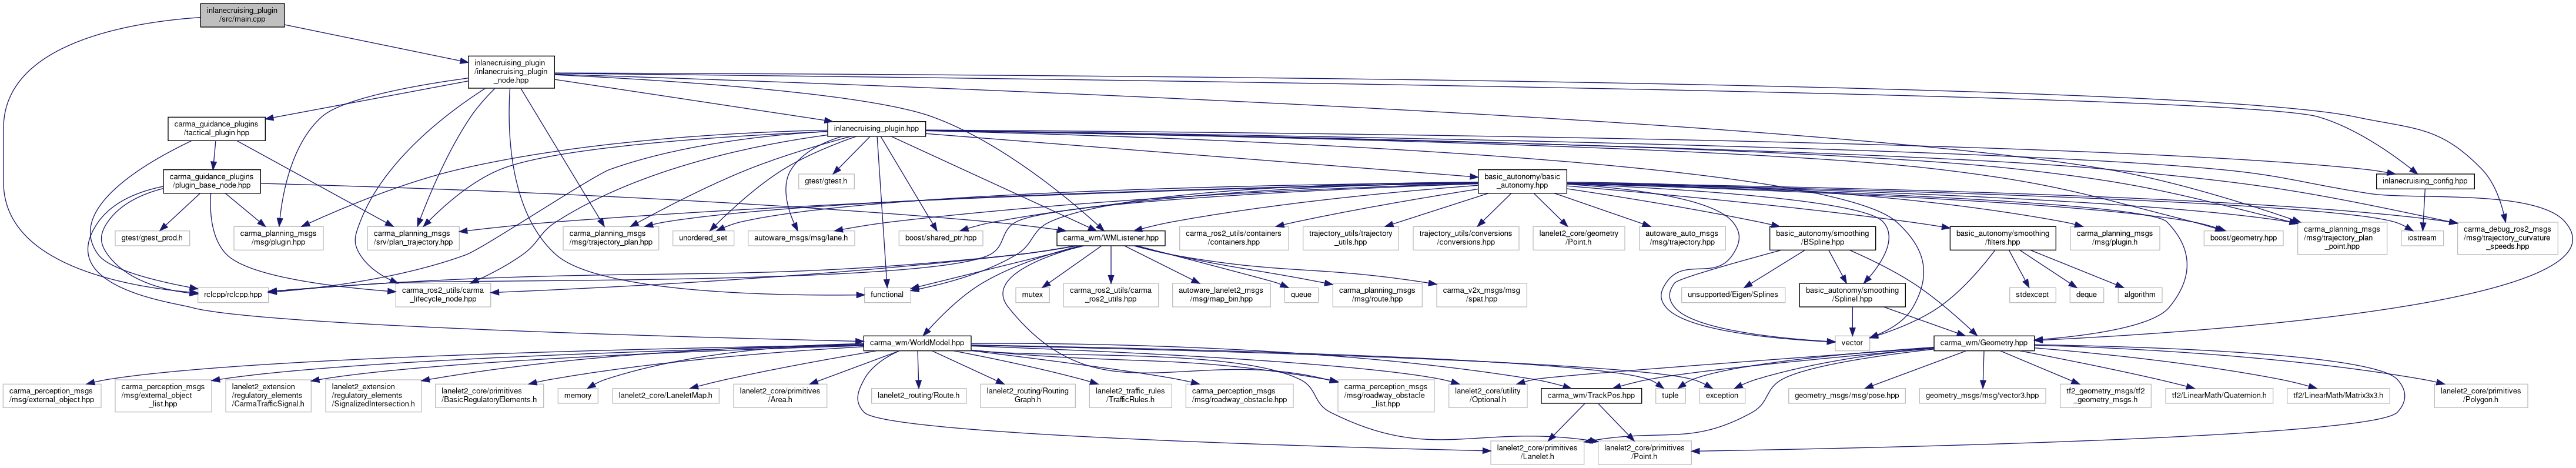 inlanecruising_plugin
/src/main.cpp
inlanecruising_plugin
/inlanecruising_plugin
_node.hpp
carma_guidance_plugins
/tactical_plugin.hpp
inlanecruising_plugin.hpp
carma_guidance_plugins
/plugin_base_node.hpp
gtest/gtest.h
basic_autonomy/basic
_autonomy.hpp
inlanecruising_config.hpp
gtest/gtest_prod.h
carma_planning_msgs
/msg/plugin.hpp
carma_planning_msgs
/srv/plan_trajectory.hpp
carma_planning_msgs
/msg/trajectory_plan.hpp
unordered_set
autoware_msgs/msg/lane.h
boost/shared_ptr.hpp
carma_wm/WMListener.hpp
carma_ros2_utils/containers
/containers.hpp
trajectory_utils/trajectory
_utils.hpp
trajectory_utils/conversions
/conversions.hpp
lanelet2_core/geometry
/Point.h
autoware_auto_msgs
/msg/trajectory.hpp
basic_autonomy/smoothing
/BSpline.hpp
basic_autonomy/smoothing
/filters.hpp
carma_planning_msgs
/msg/plugin.h
boost/geometry.hpp
carma_planning_msgs
/msg/trajectory_plan
_point.hpp
iostream
carma_debug_ros2_msgs
/msg/trajectory_curvature
_speeds.hpp
rclcpp/rclcpp.hpp
carma_ros2_utils/carma
_lifecycle_node.hpp
functional
mutex
carma_ros2_utils/carma
_ros2_utils.hpp
autoware_lanelet2_msgs
/msg/map_bin.hpp
queue
carma_planning_msgs
/msg/route.hpp
carma_v2x_msgs/msg
/spat.hpp
unsupported/Eigen/Splines
basic_autonomy/smoothing
/SplineI.hpp
stdexcept
deque
algorithm
carma_wm/WorldModel.hpp
vector
carma_wm/Geometry.hpp
carma_perception_msgs
/msg/external_object.hpp
carma_perception_msgs
/msg/external_object
_list.hpp
lanelet2_extension
/regulatory_elements
/CarmaTrafficSignal.h
lanelet2_extension
/regulatory_elements
/SignalizedIntersection.h
lanelet2_core/primitives
/BasicRegulatoryElements.h
memory
lanelet2_core/LaneletMap.h
lanelet2_core/primitives
/Area.h
lanelet2_routing/Route.h
lanelet2_routing/Routing
Graph.h
lanelet2_traffic_rules
/TrafficRules.h
carma_perception_msgs
/msg/roadway_obstacle.hpp
carma_perception_msgs
/msg/roadway_obstacle
_list.hpp
lanelet2_core/utility
/Optional.h
carma_wm/TrackPos.hpp
tuple
exception
geometry_msgs/msg/pose.hpp
geometry_msgs/msg/vector3.hpp
tf2_geometry_msgs/tf2
_geometry_msgs.h
tf2/LinearMath/Quaternion.h
tf2/LinearMath/Matrix3x3.h
lanelet2_core/primitives
/Polygon.h
lanelet2_core/primitives
/Lanelet.h
lanelet2_core/primitives
/Point.h